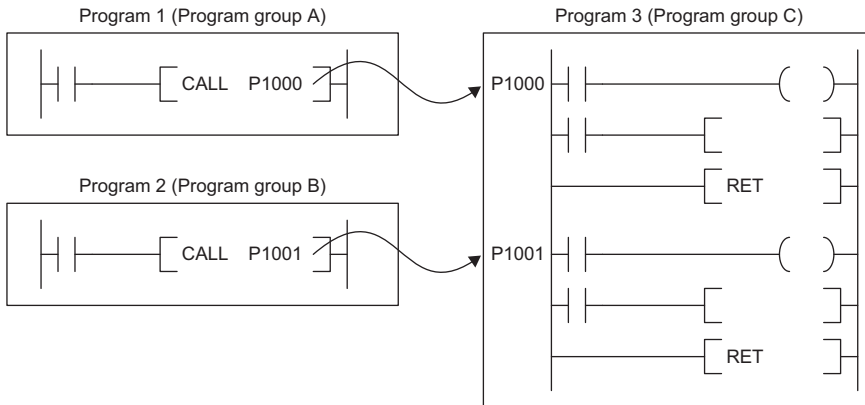 Program 1 (Program group A)
CALL P1000
Program 2 (Program group B)
CALL P1001
Program 3 (Program group C)
P1000
RET
P1001
RET